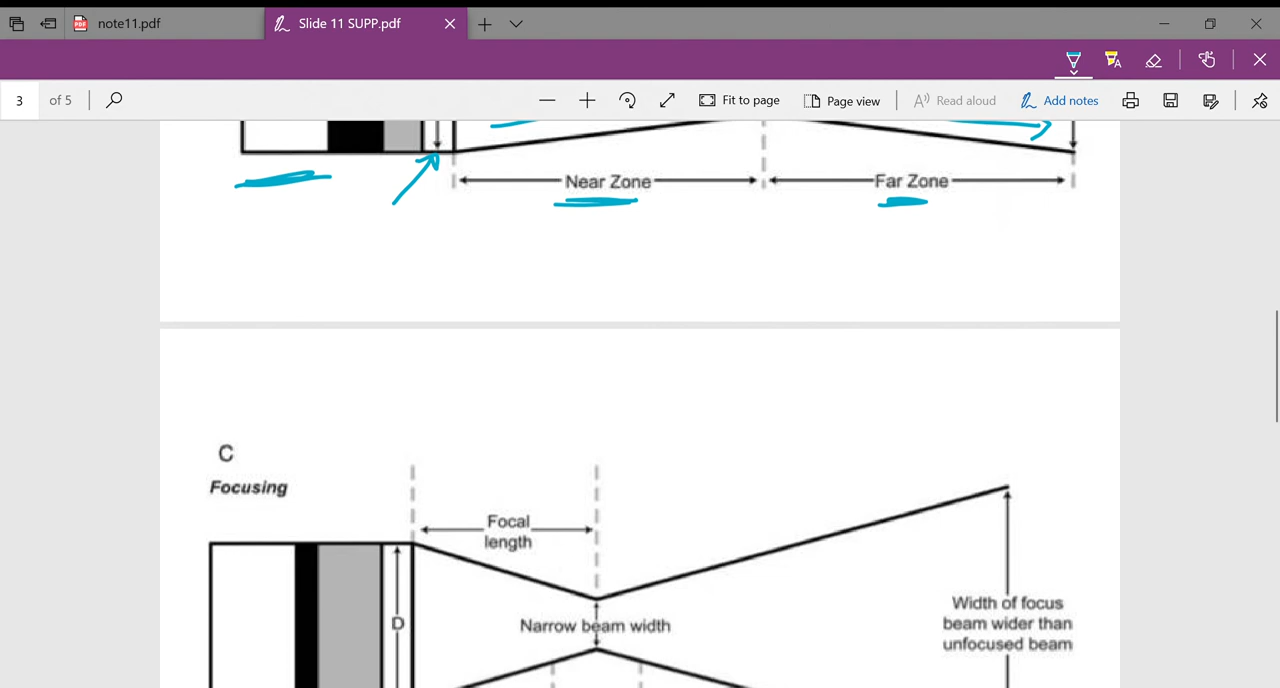 note11.pdf
Slide 11 SUPP.pdf
3 of 5
Fit to page
Page view
Read aloud
Add notes
Near Zone
Far Zone
C
Focusing
Focal
length
D
Narrow beam width
Width of focus
beam wider than
unfocused beam